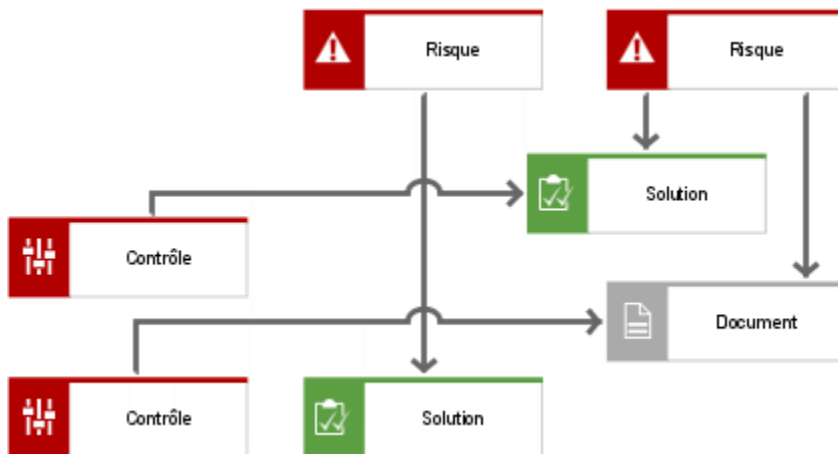 Risque
Risque
Solution
Contrôle
Document
Contrôle
Solution